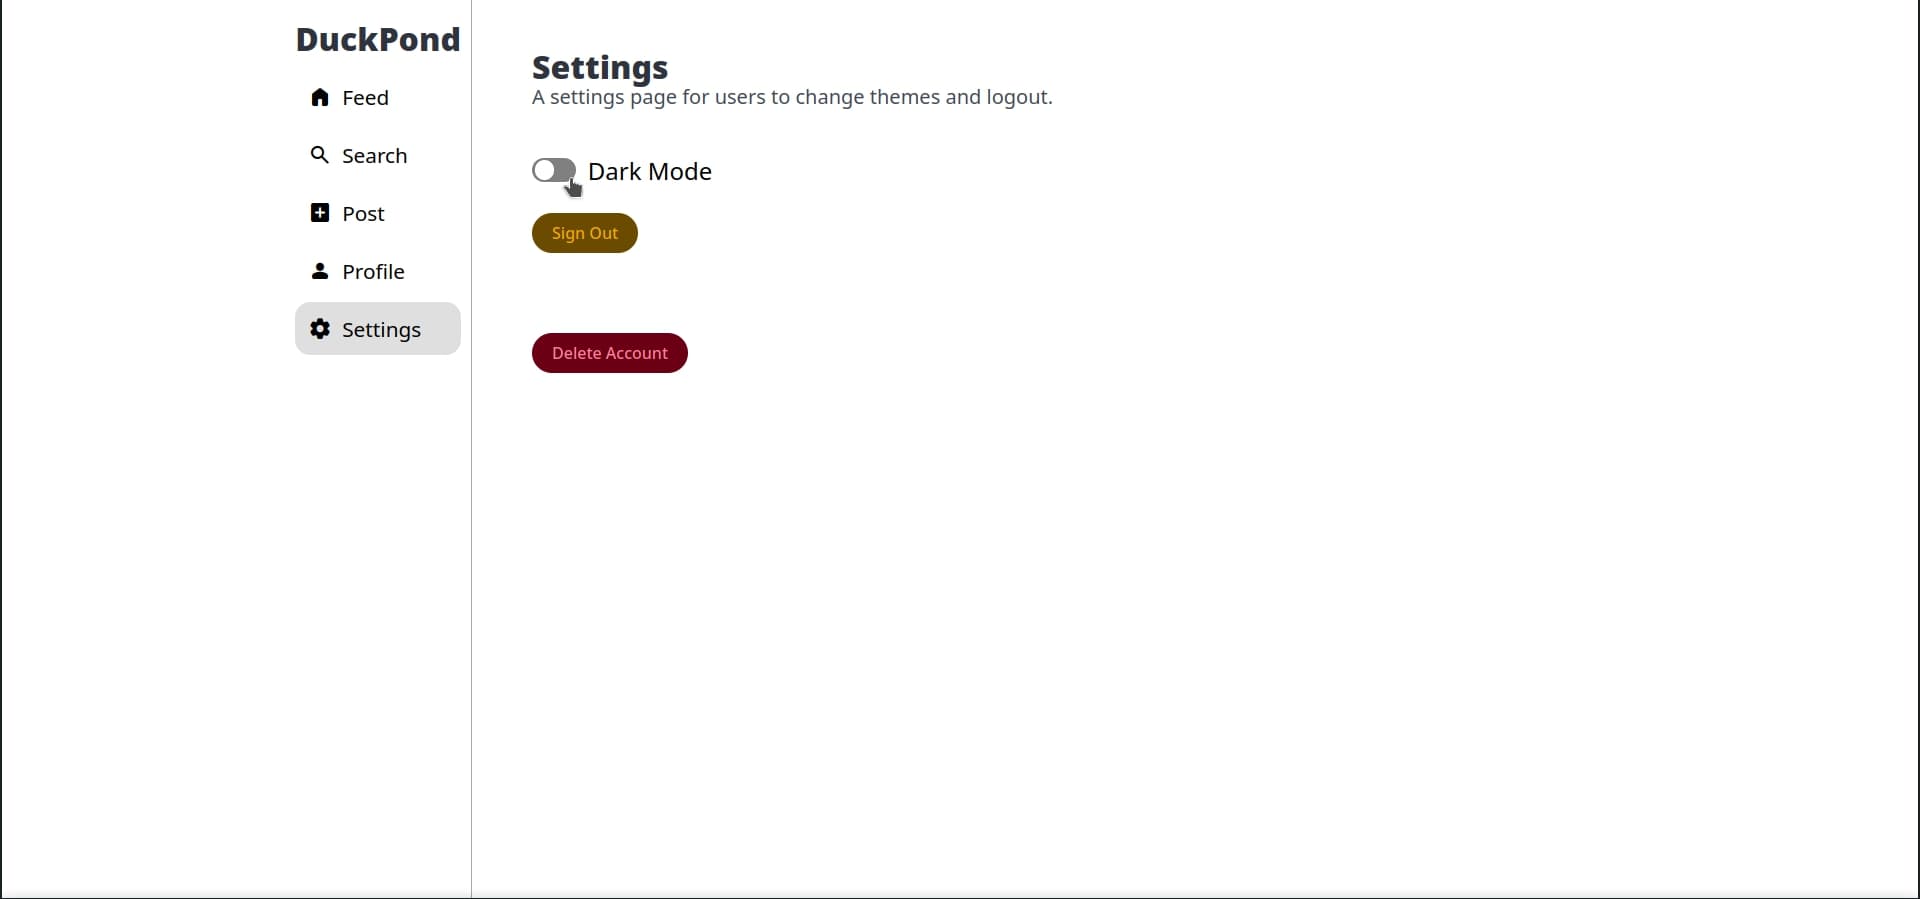 DuckPond
Feed
Search
Post
Profile
Settings
Settings
A settings page for users to change themes and logout.
Dark Mode
Sign Out
Delete Account